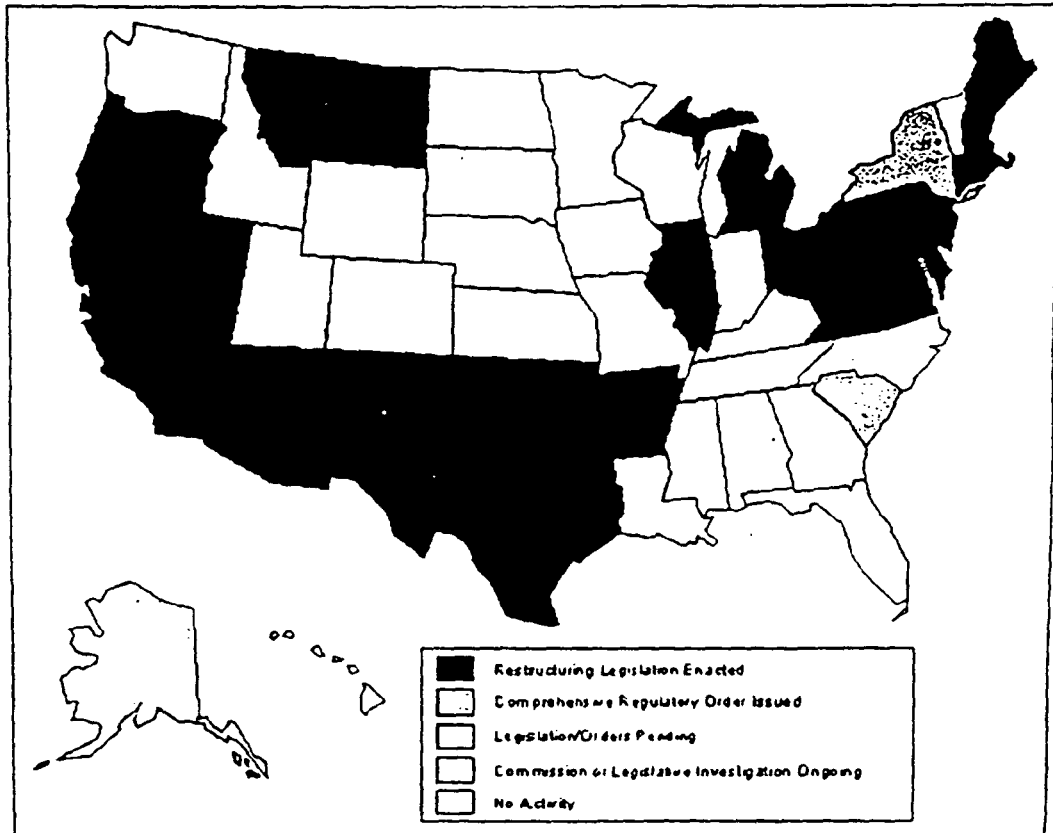 Restructuring Legislation Enacted
Comprehensive Regulatory Order Issued
Legislation/Orders Pending
Commission or Legislative Investigation Ongoing
No Activity